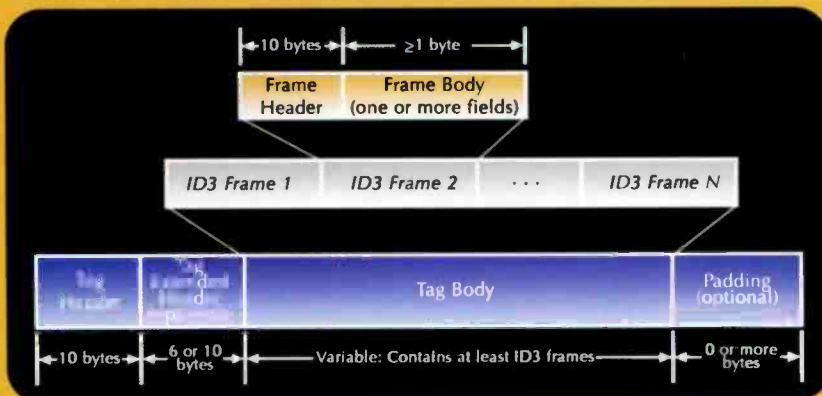 10 bytes
≥1 byte
Frame
Header
Frame Body
(one or more fields)
ID3 Frame 1
ID3 Frame 2
...
ID3 Frame N
Tag
Header
Tag Body
Padding
(optional)
10 bytes
6 or 10
bytes
Variable: Contains at least ID3 frames
0 or more
bytes